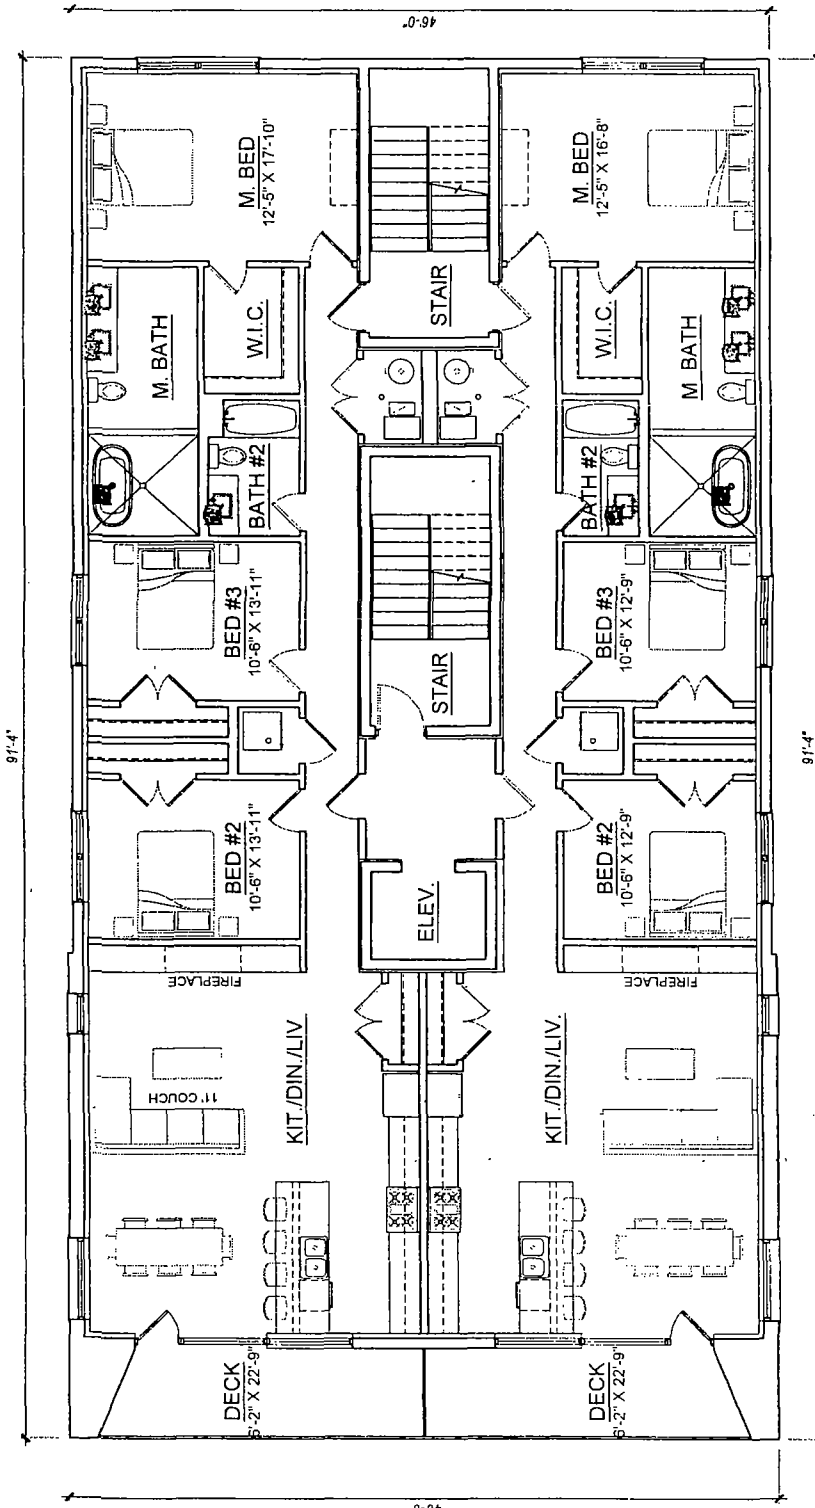 46'-0"
M. BED
12'-5" X 17'-10"
M. BED
12'-5" X 16'-8"
STAIR
W.I.C.
M. BATH
BATH #2
W.I.C.
M. BATH
BATH #2
BED #3
10'-6" X 13'-11"
STAIR
BED #3
10'-6" X 12'-9"
91'-4"
91'-4"
BED #2
10'-6" X 13'-11"
ELEV.
BED #2
10'-6" X 12'-9"
FIREPLACE
FIREPLACE
11' COUCH
KIT./DIN./LIV
KIT./DIN./LIV.
DECK
6'-2" X 22'-9"
DECK
6'-2" X 22'-9"